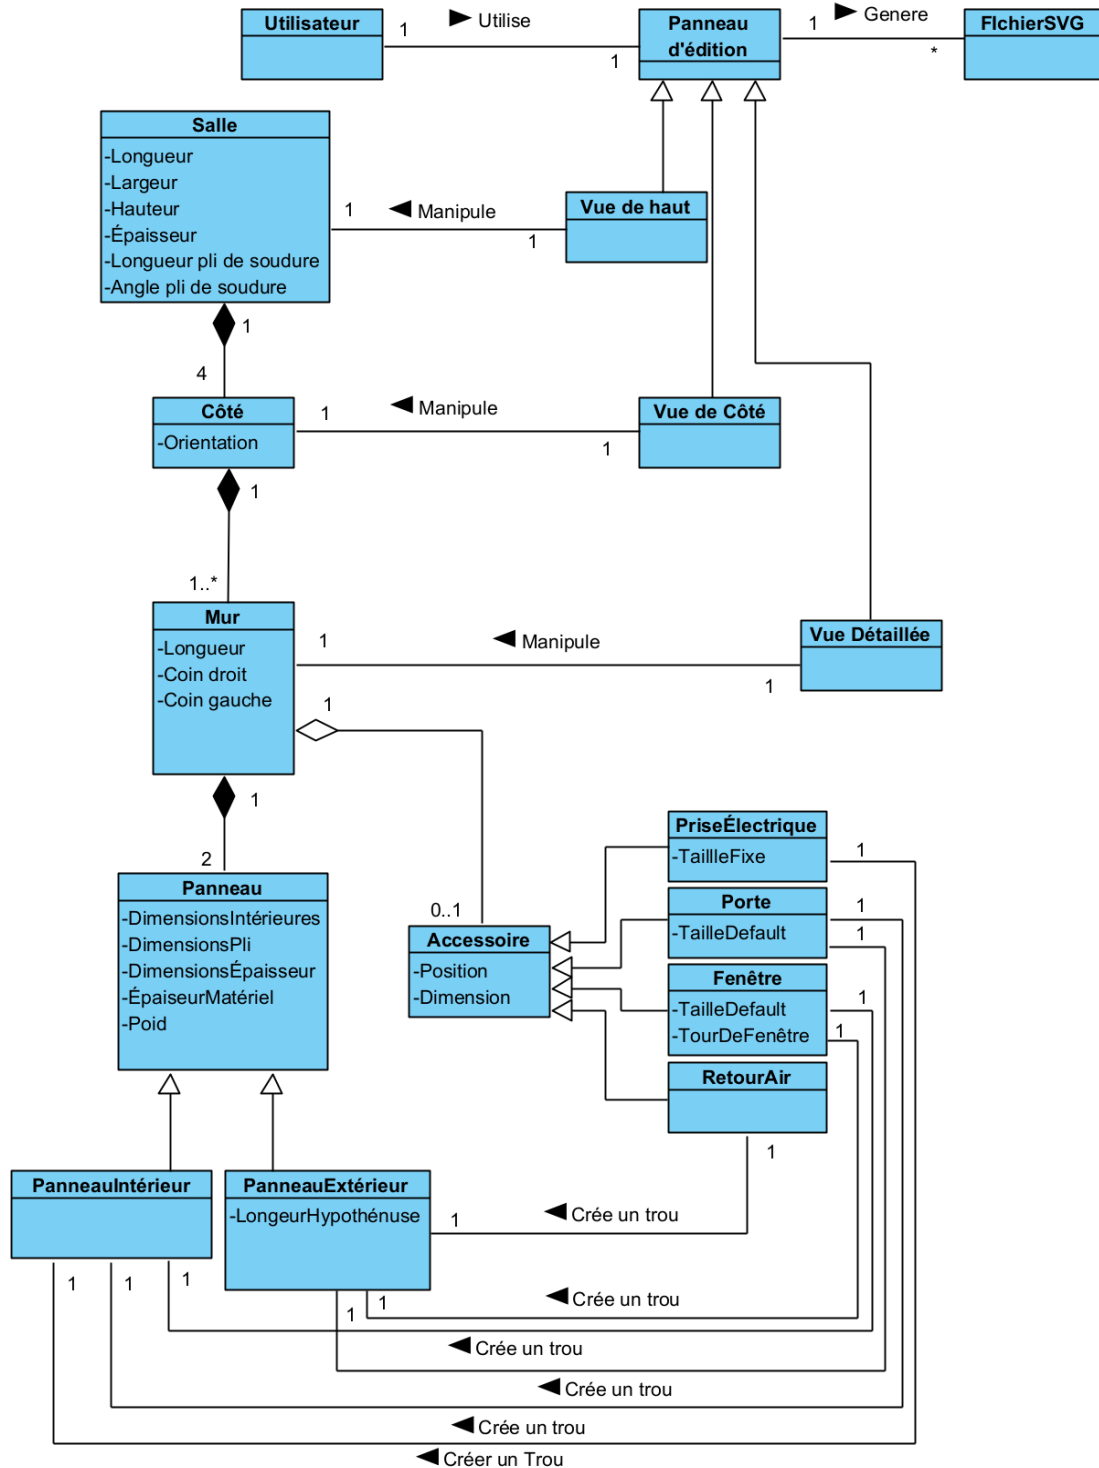 Utilisateur
1
Utilise
1
Panneau
d'édition
1
Genere
*
FIchierSVG
Salle
-Longueur
-Largeur
-Hauteur
-Épaisseur
-Longueur pli de soudure
-Angle pli de soudure
1
Manipule
1
Vue de haut
1
4
Côté
-Orientation
1
Manipule
1
Vue de Côté
1
1..*
Mur
-Longueur
-Coin droit
-Coin gauche
1
Manipule
1
Vue Détaillée
1
1
2
Panneau
-DimensionsIntérieures
-DimensionsPli
-DimensionsÉpaisseur
-ÉpaiseurMatériel
-Poid
0..1
Accessoire
-Position
-Dimension
PriseÉlectrique
-TaillleFixe
1
Porte
-TailleDefault
1
1
Fenêtre
-TailleDefault
-TourDeFenêtre
1
1
RetourAir
1
PanneauIntérieur
PanneauExtérieur
-LongeurHypothénuse
1
Crée un trou
1
1
1
1
1
Crée un trou
Crée un trou
Crée un trou
Crée un trou
Créer un Trou